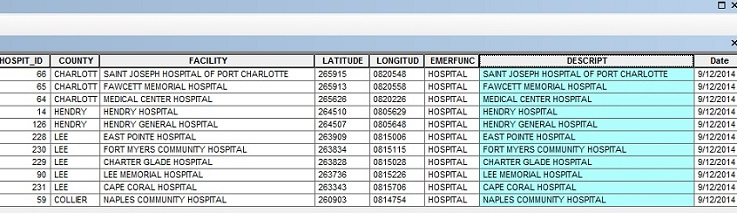 HOSPIT_ID COUNTY FACILITY LATITUDE LONGITUD EMERFUNC DESCRIPT Date
66 CHARLOTT SAINT JOSEPH HOSPITAL OF PORT CHARLOTTE 265915 0820548 HOSPITAL SAINT JOSEPH HOSPITAL OF PORT CHARLOTTE 9/12/2014
65 CHARLOTT FAWCETT MEMORIAL HOSPITAL 265913 0820558 HOSPITAL FAWCETT MEMORIAL HOSPITAL 9/12/2014
64 CHARLOTT MEDICAL CENTER HOSPITAL 265626 0820226 HOSPITAL MEDICAL CENTER HOSPITAL 9/12/2014
14 HENDRY HENDRY HOSPITAL 264510 0805629 HOSPITAL HENDRY HOSPITAL 9/12/2014
126 HENDRY HENDRY GENERAL HOSPITAL 264507 0805648 HOSPITAL HENDRY GENERAL HOSPITAL 9/12/2014
228 LEE EAST POINTE HOSPITAL 263909 0815006 HOSPITAL EAST POINTE HOSPITAL 9/12/2014
230 LEE FORT MYERS COMMUNITY HOSPITAL 263834 0815115 HOSPITAL FORT MYERS COMMUNITY HOSPITAL 9/12/2014
229 LEE CHARTER GLADE HOSPITAL 263828 0815028 HOSPITAL CHARTER GLADE HOSPITAL 9/12/2014
90 LEE LEE MEMORIAL HOSPITAL 263736 0815226 HOSPITAL LEE MEMORIAL HOSPITAL 9/12/2014
231 LEE CAPE CORAL HOSPITAL 263343 0815706 HOSPITAL CAPE CORAL HOSPITAL 9/12/2014
59 COLLIER NAPLES COMMUNITY HOSPITAL 260903 0814754 HOSPITAL NAPLES COMMUNITY HOSPITAL 9/12/2014